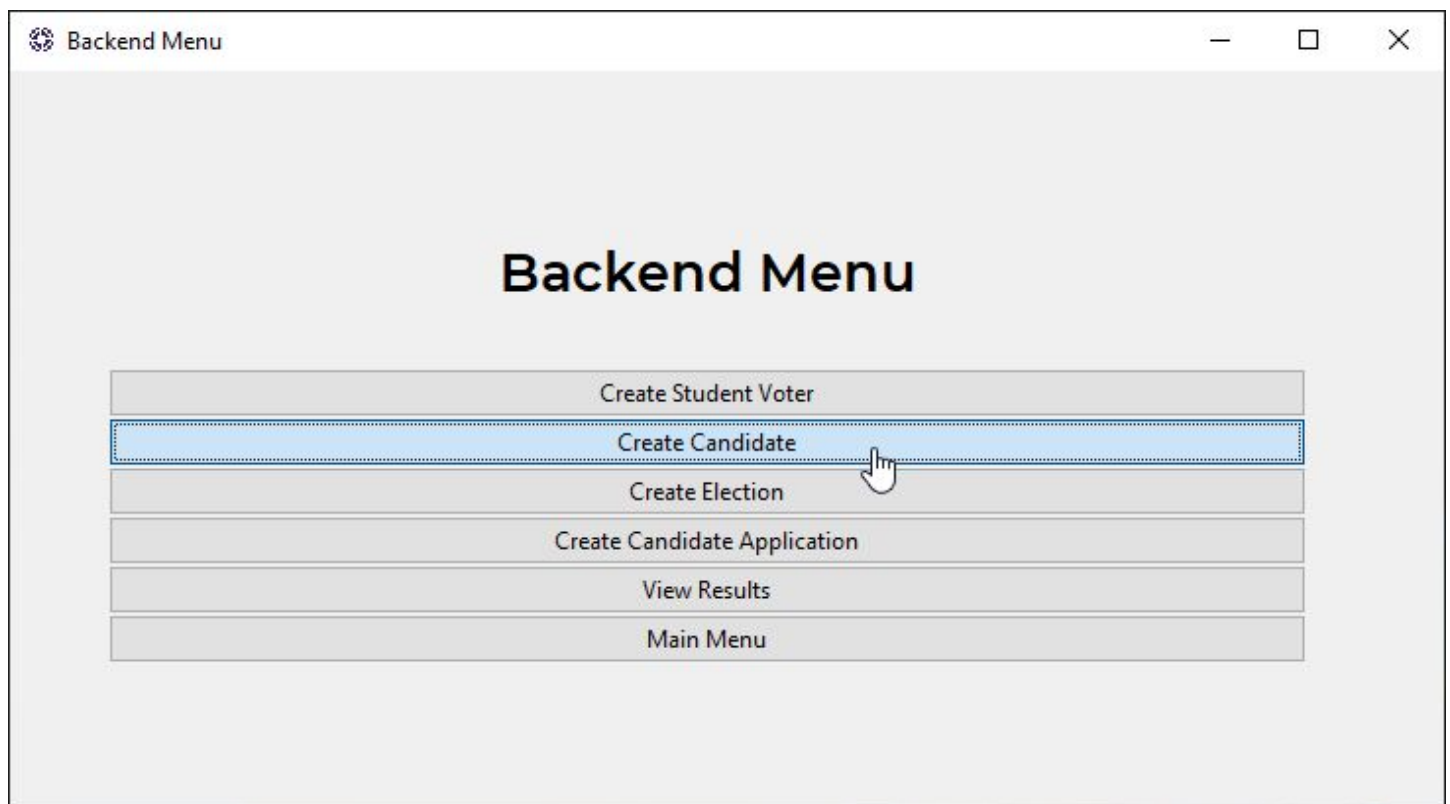 Backend Menu
Backend Menu
Create Student Voter
Create Candidate
Create Election
Create Candidate Application
View Results
Main Menu